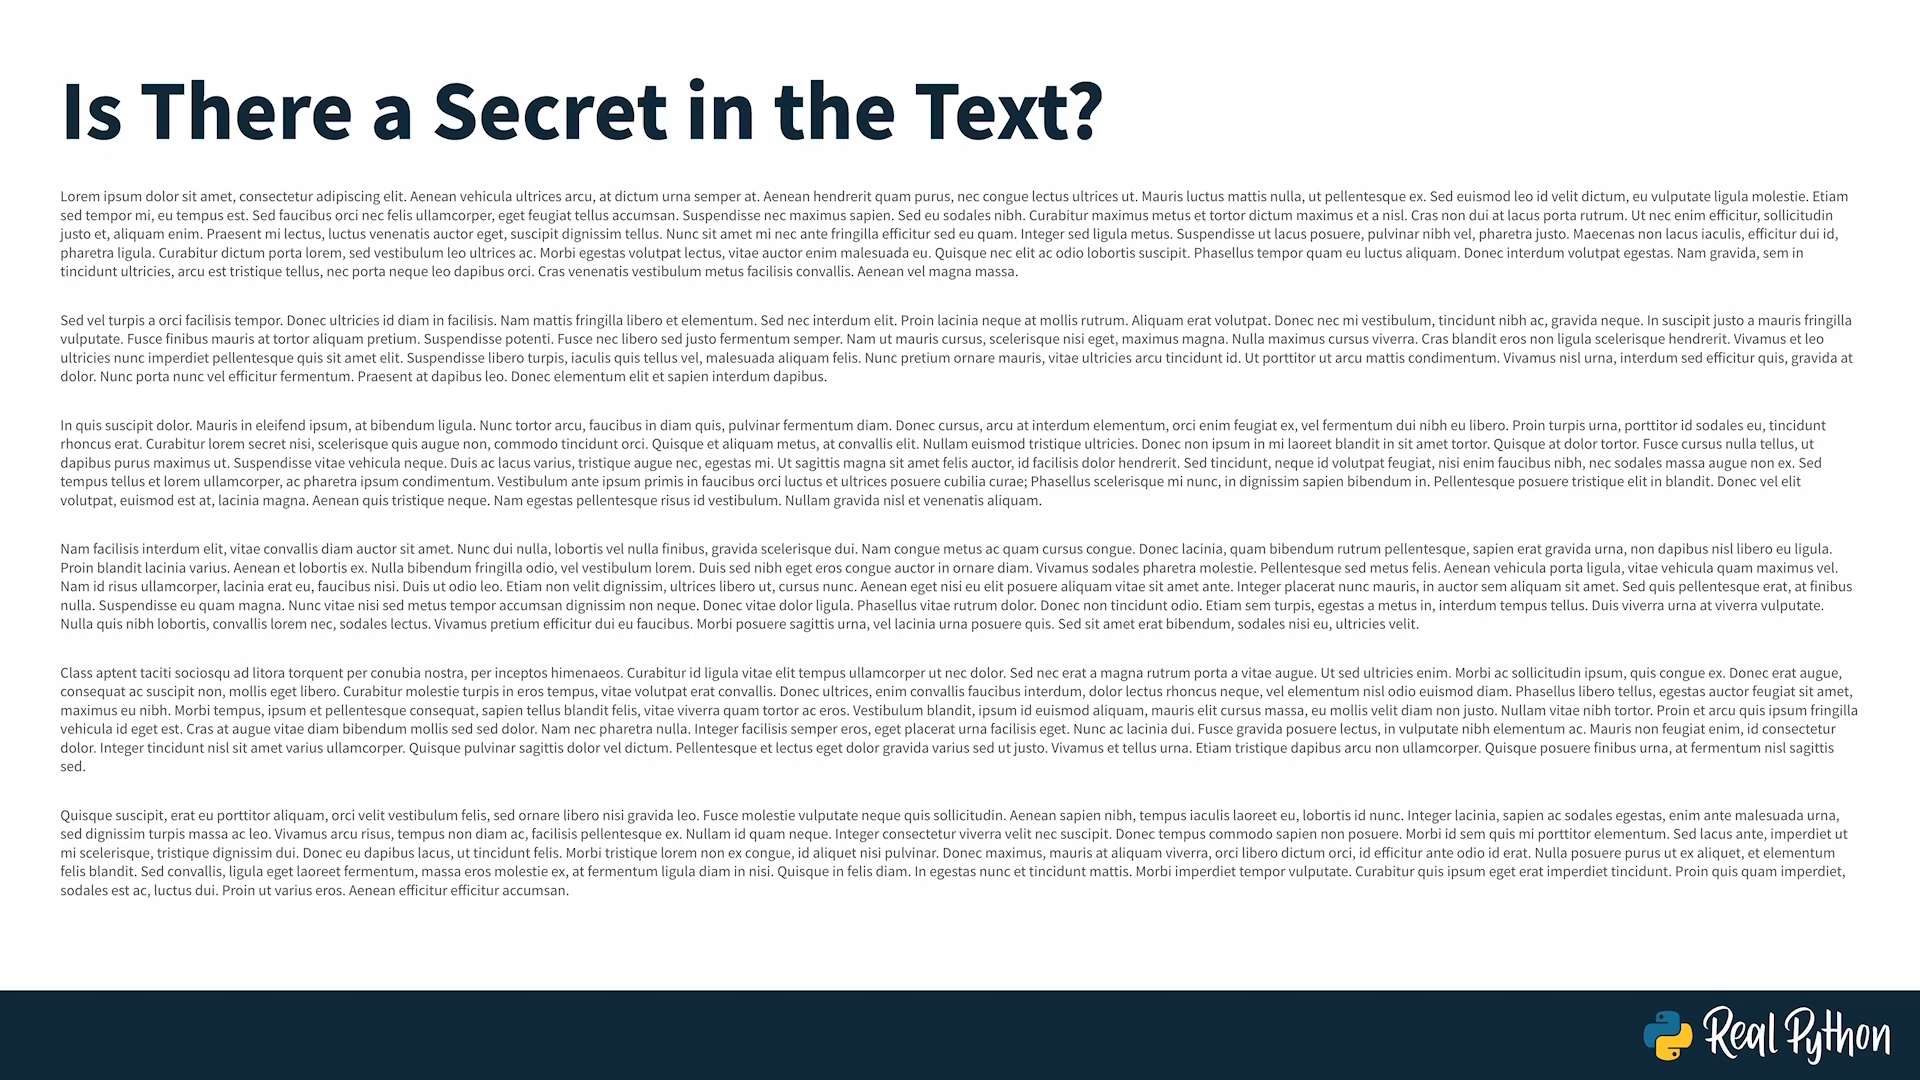 Is There a Secret in the Text?
Lorem ipsum dolor sit amet, consectetur adipiscing elit. Aenean vehicula ultrices arcu, at dictum urna semper at. Aenean hendrerit quam purus, nec congue lectus ultrices ut. Mauris luctus mattis nulla, ut pellentesque ex. Sed euismod leo id velit dictum, eu vulputate ligula molestie. Etiam
sed tempor mi, eu tempus est. Sed faucibus orci nec felis ullamcorper, eget feugiat tellus accumsan. Suspendisse nec maximus sapien. Sed eu sodales nibh. Curabitur maximus metus et tortor dictum maximus et a nisl. Cras non dui at lacus porta rutrum. Ut nec enim efficitur, sollicitudin
justo et, aliquam enim. Praesent mi lectus, luctus venenatis auctor eget, suscipit dignissim tellus. Nunc sit amet mi nec ante fringilla efficitur sed eu quam. Integer sed ligula metus. Suspendisse ut lacus posuere, pulvinar nibh vel, pharetra justo. Maecenas non lacus iaculis, efficitur dui id,
pharetra ligula. Curabitur dictum porta lorem, sed vestibulum leo ultrices ac. Morbi egestas volutpat lectus, vitae auctor enim malesuada eu. Quisque nec elit ac odio lobortis suscipit. Phasellus tempor quam eu luctus aliquam. Donec interdum volutpat egestas. Nam gravida, sem in
tincidunt ultricies, arcu est tristique tellus, nec porta neque leo dapibus orci. Cras venenatis vestibulum metus facilisis convallis. Aenean vel magna massa.
Sed vel turpis a orci facilisis tempor. Donec ultricies id diam in facilisis. Nam mattis fringilla libero et elementum. Sed nec interdum elit. Proin lacinia neque at mollis rutrum. Aliquam erat volutpat. Donec nec mi vestibulum, tincidunt nibh ac, gravida neque. In suscipit justo a mauris fringilla
vulputate. Fusce finibus mauris at tortor aliquam pretium. Suspendisse potenti. Fusce nec libero sed justo fermentum semper. Nam ut mauris cursus, scelerisque nisi eget, maximus magna. Nulla maximus cursus viverra. Cras blandit eros non ligula scelerisque hendrerit. Vivamus et leo
ultricies nunc imperdiet pellentesque quis sit amet elit. Suspendisse libero turpis, iaculis quis tellus vel, malesuada aliquam felis. Nunc pretium ornare mauris, vitae ultricies arcu tincidunt id. Ut porttitor ut arcu mattis condimentum. Vivamus nisl urna, interdum sed efficitur quis, gravida at
dolor. Nunc porta nunc vel efficitur fermentum. Praesent at dapibus leo. Donec elementum elit et sapien interdum dapibus.
In quis suscipit dolor. Mauris in eleifend ipsum, at bibendum ligula. Nunc tortor arcu, faucibus in diam quis, pulvinar fermentum diam. Donec cursus, arcu at interdum elementum, orci enim feugiat ex, vel fermentum dui nibh eu libero. Proin turpis urna, porttitor id sodales eu, tincidunt
rhoncus erat. Curabitur lorem secret nisi, scelerisque quis augue non, commodo tincidunt orci. Quisque et aliquam metus, at convallis elit. Nullam euismod tristique ultricies. Donec non ipsum in mi laoreet blandit in sit amet tortor. Quisque at dolor tortor. Fusce cursus nulla tellus, ut
dapibus purus maximus ut. Suspendisse vitae vehicula neque. Duis ac lacus varius, tristique augue nec, egestas mi. Ut sagittis magna sit amet felis auctor, id facilisis dolor hendrerit. Sed tincidunt, neque id volutpat feugiat, nisi enim faucibus nibh, nec sodales massa augue non ex. Sed
tempus tellus et lorem ullamcorper, ac pharetra ipsum condimentum. Vestibulum ante ipsum primis in faucibus orci luctus et ultrices posuere cubilia curae; Phasellus scelerisque mi nunc, in dignissim sapien bibendum in. Pellentesque posuere tristique elit in blandit. Donec vel elit
volutpat, euismod est at, lacinia magna. Aenean quis tristique neque. Nam egestas pellentesque risus id vestibulum. Nullam gravida nisl et venenatis aliquam.
Nam facilisis interdum elit, vitae convallis diam auctor sit amet. Nunc dui nulla, lobortis vel nulla finibus, gravida scelerisque dui. Nam congue metus ac quam cursus congue. Donec lacinia, quam bibendum rutrum pellentesque, sapien erat gravida urna, non dapibus nisl libero eu ligula.
Proin blandit lacinia varius. Aenean et lobortis ex. Nulla bibendum fringilla odio, vel vestibulum lorem. Duis sed nibh eget eros congue auctor in ornare diam. Vivamus sodales pharetra molestie. Pellentesque sed metus felis. Aenean vehicula porta ligula, vitae vehicula quam maximus vel.
Nam id risus ullamcorper, lacinia erat eu, faucibus nisi. Duis ut odio leo. Etiam non velit dignissim, ultrices libero ut, cursus nunc. Aenean eget nisi eu elit posuere aliquam vitae sit amet ante. Integer placerat nunc mauris, in auctor sem aliquam sit amet. Sed quis pellentesque erat, at finibus
nulla. Suspendisse eu quam magna. Nunc vitae nisi sed metus tempor accumsan dignissim non neque. Donec vitae dolor ligula. Phasellus vitae rutrum dolor. Donec non tincidunt odio. Etiam sem turpis, egestas a metus in, interdum tempus tellus. Duis viverra urna at viverra vulputate.
Nulla quis nibh lobortis, convallis lorem nec, sodales lectus. Vivamus pretium efficitur dui eu faucibus. Morbi posuere sagittis urna, vel lacinia urna posuere quis. Sed sit amet erat bibendum, sodales nisi eu, ultricies velit.
Class aptent taciti sociosqu ad litora torquent per conubia nostra, per inceptos himenaeos. Curabitur id ligula vitae elit tempus ullamcorper ut nec dolor. Sed nec erat a magna rutrum porta a vitae augue. Ut sed ultricies enim. Morbi ac sollicitudin ipsum, quis congue ex. Donec erat augue,
consequat ac suscipit non, mollis eget libero. Curabitur molestie turpis in eros tempus, vitae volutpat erat convallis. Donec ultrices, enim convallis faucibus interdum, dolor lectus rhoncus neque, vel elementum nisl odio euismod diam. Phasellus libero tellus, egestas auctor feugiat sit amet,
maximus eu nibh. Morbi tempus, ipsum et pellentesque consequat, sapien tellus blandit felis, vitae viverra quam tortor ac eros. Vestibulum blandit, ipsum id euismod aliquam, mauris elit cursus massa, eu mollis velit diam non justo. Nullam vitae nibh tortor. Proin et arcu quis ipsum fringilla
vehicula id eget est. Cras at augue vitae diam bibendum mollis sed sed dolor. Nam nec pharetra nulla. Integer facilisis semper eros, eget placerat urna facilisis eget. Nunc ac lacinia dui. Fusce gravida posuere lectus, in vulputate nibh elementum ac. Mauris non feugiat enim, id consectetur
dolor. Integer tincidunt nisl sit amet varius ullamcorper. Quisque pulvinar sagittis dolor vel dictum. Pellentesque et lectus eget dolor gravida varius sed ut justo. Vivamus et tellus urna. Etiam tristique dapibus arcu non ullamcorper. Quisque posuere finibus urna, at fermentum nisl sagittis
sed.
Quisque suscipit, erat eu porttitor aliquam, orci velit vestibulum felis, sed ornare libero nisi gravida leo. Fusce molestie vulputate neque quis sollicitudin. Aenean sapien nibh, tempus iaculis laoreet eu, lobortis id nunc. Integer lacinia, sapien ac sodales egestas, enim ante malesuada urna,
sed dignissim turpis massa ac leo. Vivamus arcu risus, tempus non diam ac, facilisis pellentesque ex. Nullam id quam neque. Integer consectetur viverra velit nec suscipit. Donec tempus commodo sapien non posuere. Morbi id sem quis mi porttitor elementum. Sed lacus ante, imperdiet ut
mi scelerisque, tristique dignissim dui. Donec eu dapibus lacus, ut tincidunt felis. Morbi tristique lorem non ex congue, id aliquet nisi pulvinar. Donec maximus, mauris at aliquam viverra, orci libero dictum orci, id efficitur ante odio id erat. Nulla posuere purus ut ex aliquet, et elementum
felis blandit. Sed convallis, ligula eget laoreet fermentum, massa eros molestie ex, at fermentum ligula diam in nisi. Quisque in felis diam. In egestas nunc et tincidunt mattis. Morbi imperdiet tempor vulputate. Curabitur quis ipsum eget erat imperdiet tincidunt. Proin quis quam imperdiet,
sodales est ac, luctus dui. Proin ut varius eros. Aenean efficitur efficitur accumsan.
Real Python